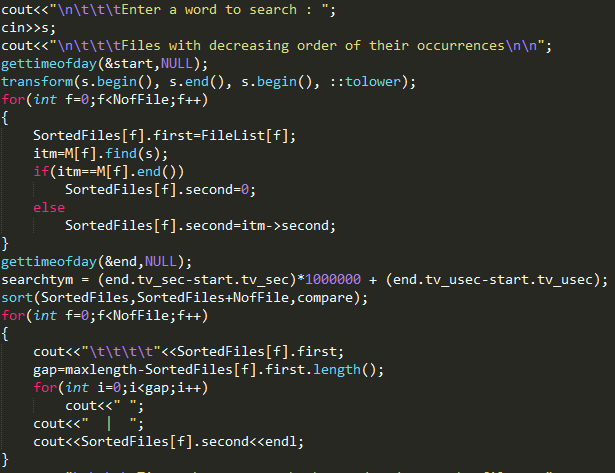 cout<<"\n\t\t\tEnter a word to search : ";
cin>>s;
cout<<"\n\t\t\tFiles with decreasing order of their occurrences\n\n";
gettimeofday(&start,NULL);
transform(s.begin(), s.end(), s.begin(), ::tolower);
for(int f=0;f<NofFile;f++)
{
    SortedFiles[f].first=FileList[f];
    itm=M[f].find(s);
    if(itm==M[f].end())
        SortedFiles[f].second=0;
    else
        SortedFiles[f].second=itm->second;
}
gettimeofday(&end,NULL);
searchtym = (end.tv_sec-start.tv_sec)*1000000 + (end.tv_usec-start.tv_usec);
sort(SortedFiles,SortedFiles+NofFile,compare);
for(int f=0;f<NofFile;f++)
{
    cout<<"\t\t\t\t"<<SortedFiles[f].first;
    gap=maxlength-SortedFiles[f].first.length();
    for(int i=0;i<gap;i++)
        cout<<" ";
    cout<<"  |  ";
    cout<<SortedFiles[f].second<<endl;
}